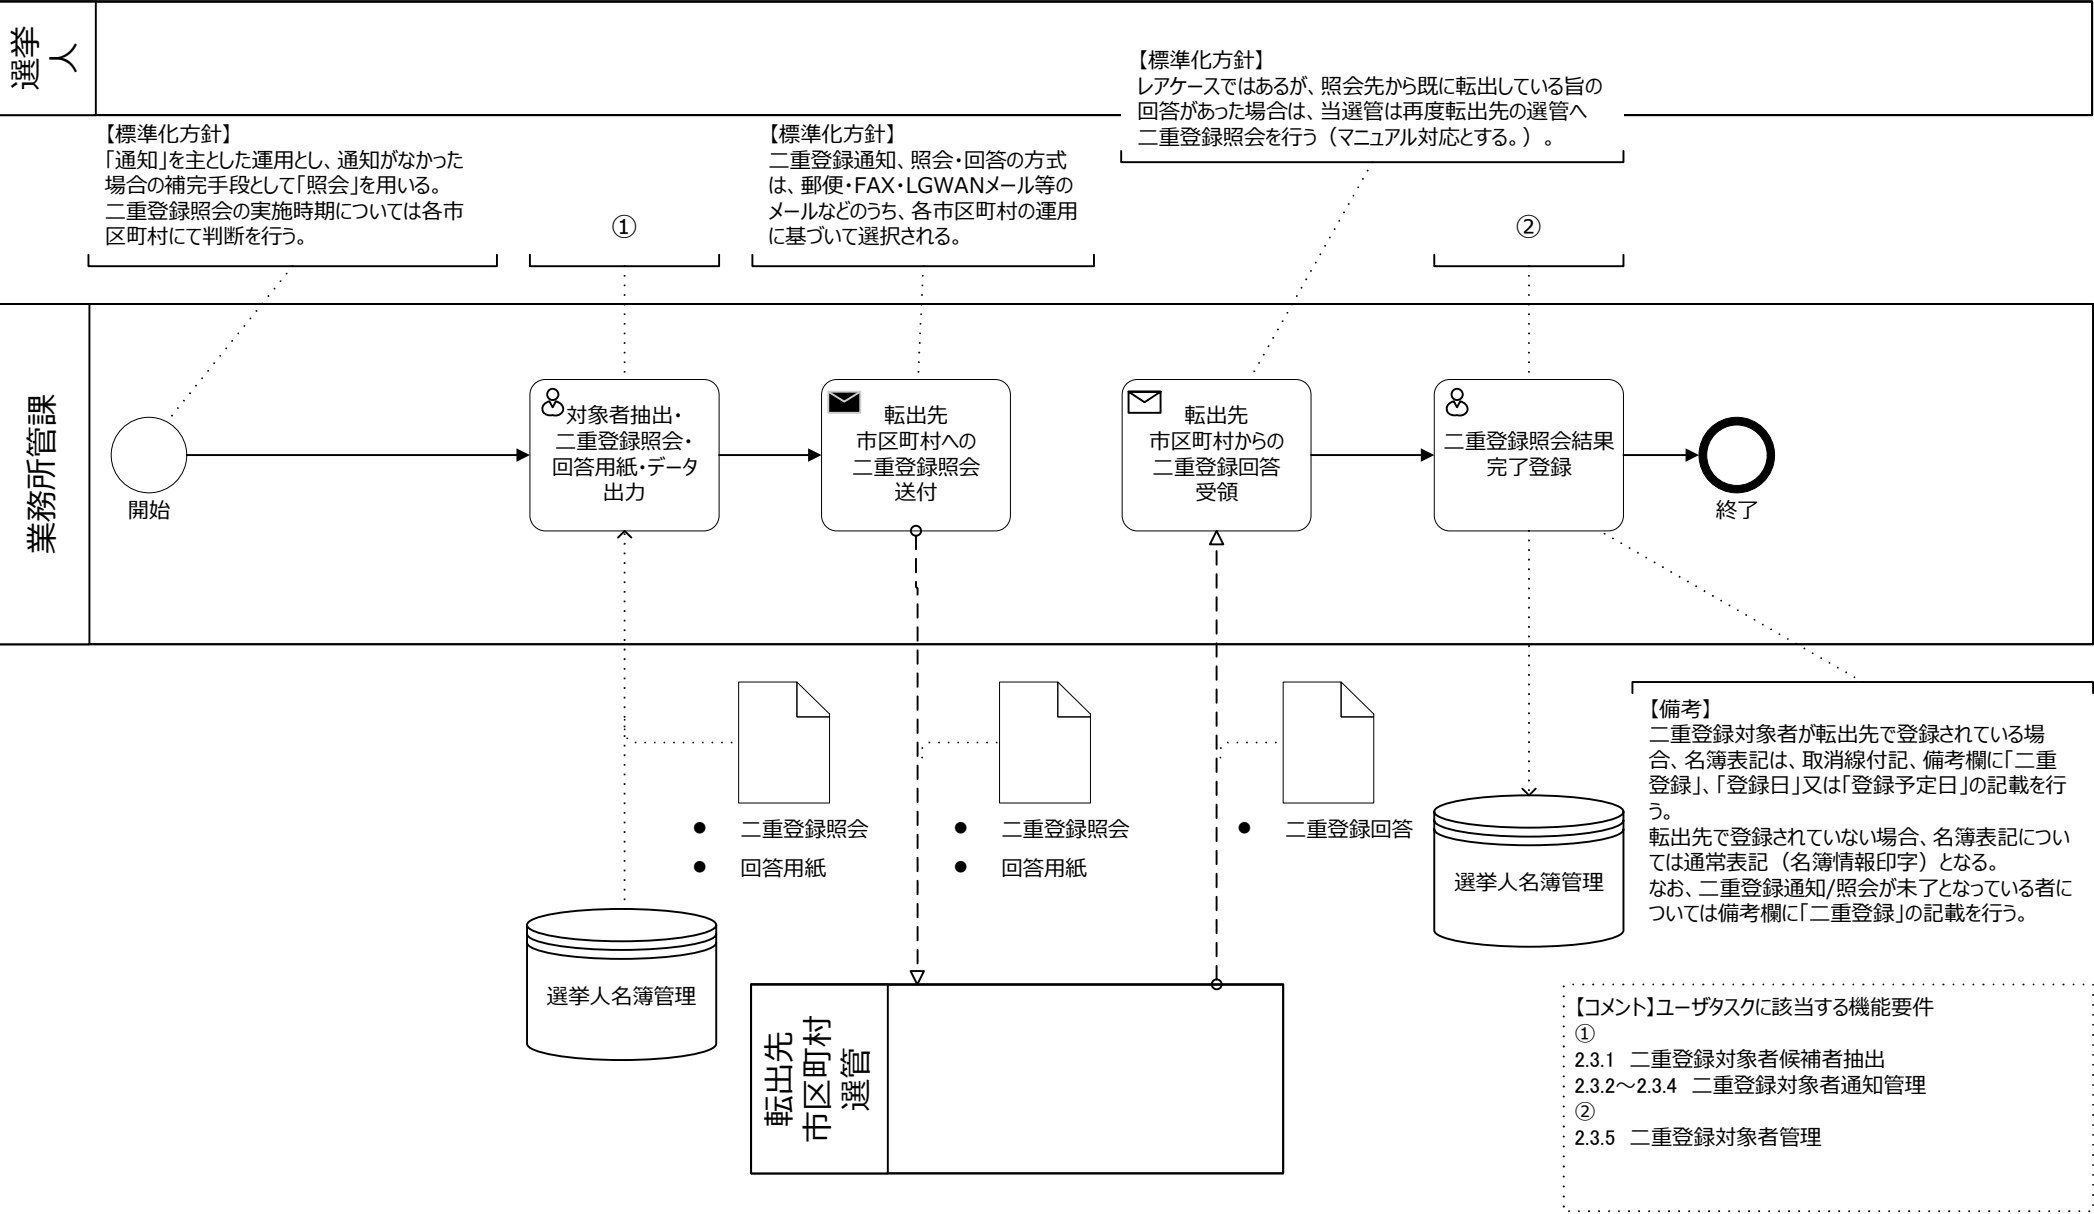 選挙
人
【標準化方針】
「通知」を主とした運用とし、通知がなかった
場合の補完手段として「照会」を用いる。
二重登録照会の実施時期については各市
区町村にて判断を行う。
①
【標準化方針】
二重登録通知、照会・回答の方式
は、郵便・FAX・LGWANメール等の
メールなどのうち、各市区町村の運用
に基づいて選択される。
【標準化方針】
レアケースではあるが、照会先から既に転出している旨の
回答があった場合は、当選管は再度転出先の選管へ
二重登録照会を行う（マニュアル対応とする。）。
②
業務所管課
開始
対象者抽出・
二重登録照会・
回答用紙・データ
出力
転出先
市区町村への
二重登録照会
送付
転出先
市区町村からの
二重登録回答
受領
二重登録照会結果
完了登録
終了
● 二重登録照会
● 回答用紙
● 二重登録照会
● 回答用紙
● 二重登録回答
選挙人名簿管理
選挙人名簿管理
【備考】
二重登録対象者が転出先で登録されている場
合、名簿表記は、取消線付記、備考欄に「二重
登録」、「登録日」又は「登録予定日」の記載を行
う。
転出先で登録されていない場合、名簿表記につい
ては通常表記（名簿情報印字）となる。
なお、二重登録通知/照会が未了となっている者に
ついては備考欄に「二重登録」の記載を行う。
転出先
市区町村
選管
【コメント】ユーザタスクに該当する機能要件
①
2.3.1 二重登録対象者候補者抽出
2.3.2～2.3.4 二重登録対象者通知管理
②
2.3.5 二重登録対象者管理